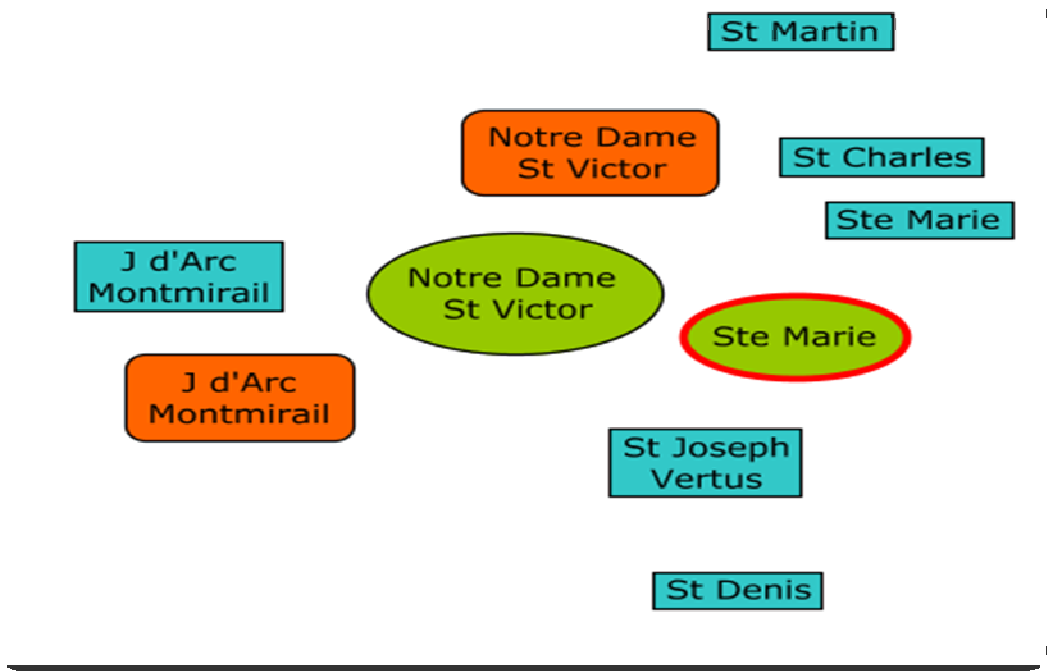 St Martin
Notre Dame
St Victor
St Charles
Ste Marie
J d'Arc
Montmirail
Notre Dame
St Victor
Ste Marie
J d'Arc
Montmirail
St Joseph
Vertus
St Denis